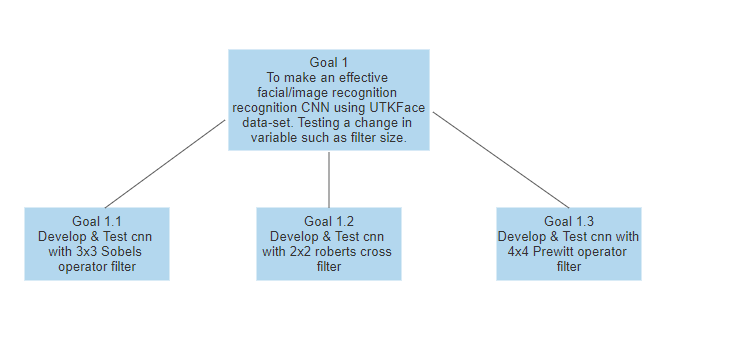 Goal 1
To make an effective
facial/image recognition
recognition CNN using UTKFace
data-set. Testing a change in
variable such as filter size.
Goal 1.1
Develop & Test cnn
with 3x3 Sobels
operator filter
Goal 1.2
Develop & Test cnn
with 2x2 roberts cross
filter
Goal 1.3
Develop & Test cnn with
4x4 Prewitt operator
filter